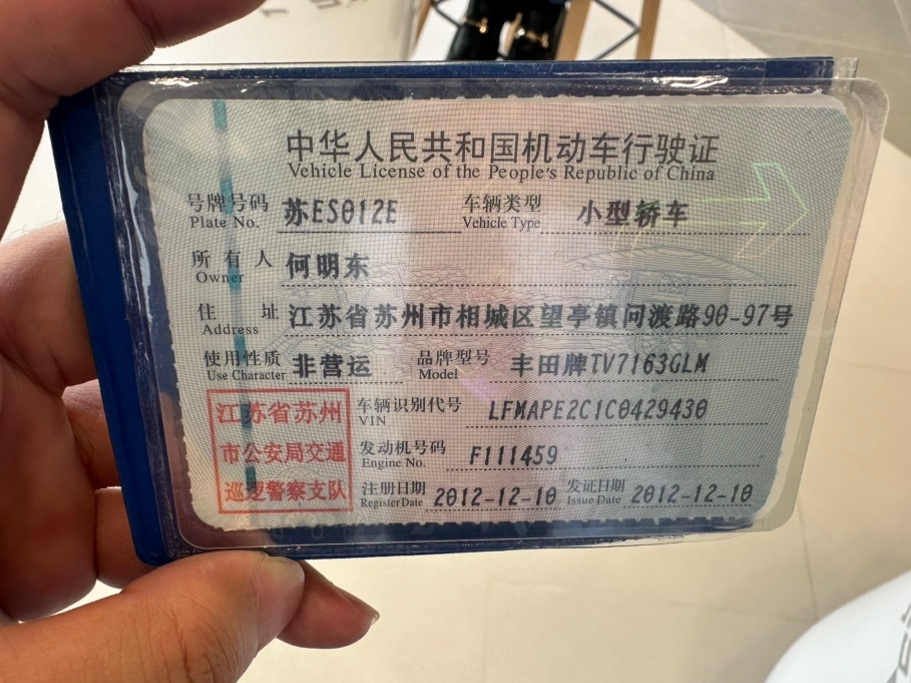 中华人民共和国机动车行驶证
Vehicle License of the People's Republic of China
号牌号码 苏ES012E 车辆类型 小型轿车
Plate No. Vehicle Type
所有人 何明东
Owner
住址 江苏省苏州市相城区望亭镇问渡路90-97号
Address
使用性质 非营运 品牌型号 丰田牌TV7163GLM
Use Character Model
江苏省苏州 车辆识别代号 LFMAPE2C1C0429430
VIN
市公安局交通 发动机号码 F111459
Engine No.
巡逻警察支队 注册日期 2012-12-10 发证日期 2012-12-10
Register Date Issue Date